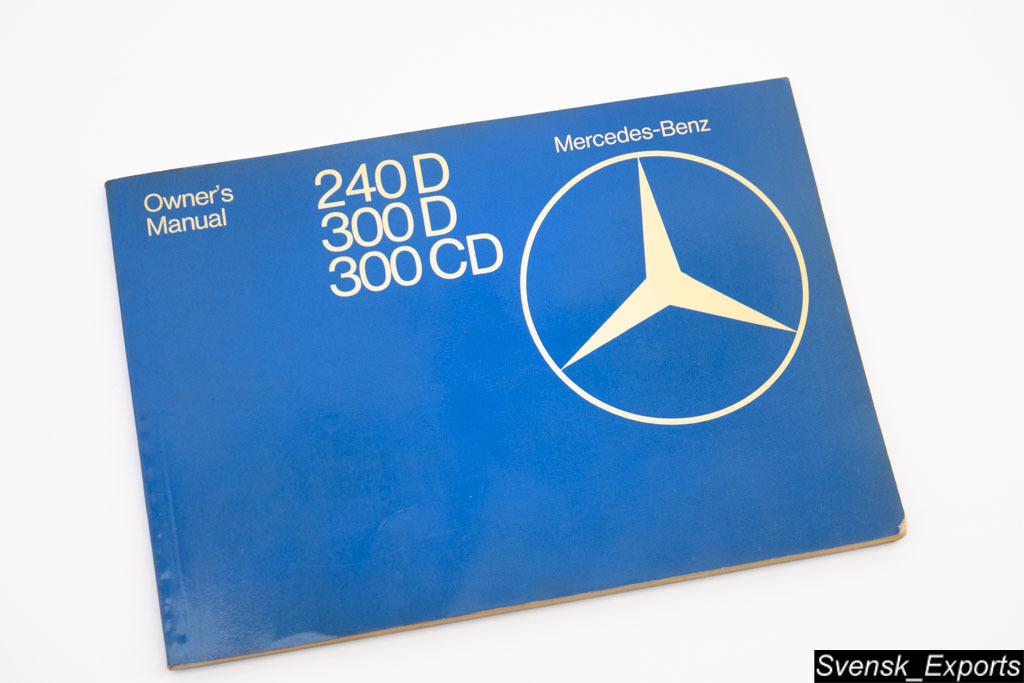 Owner's
Manual
240 D
300 D
300 CD
Mercedes-Benz
Svensk_Exports